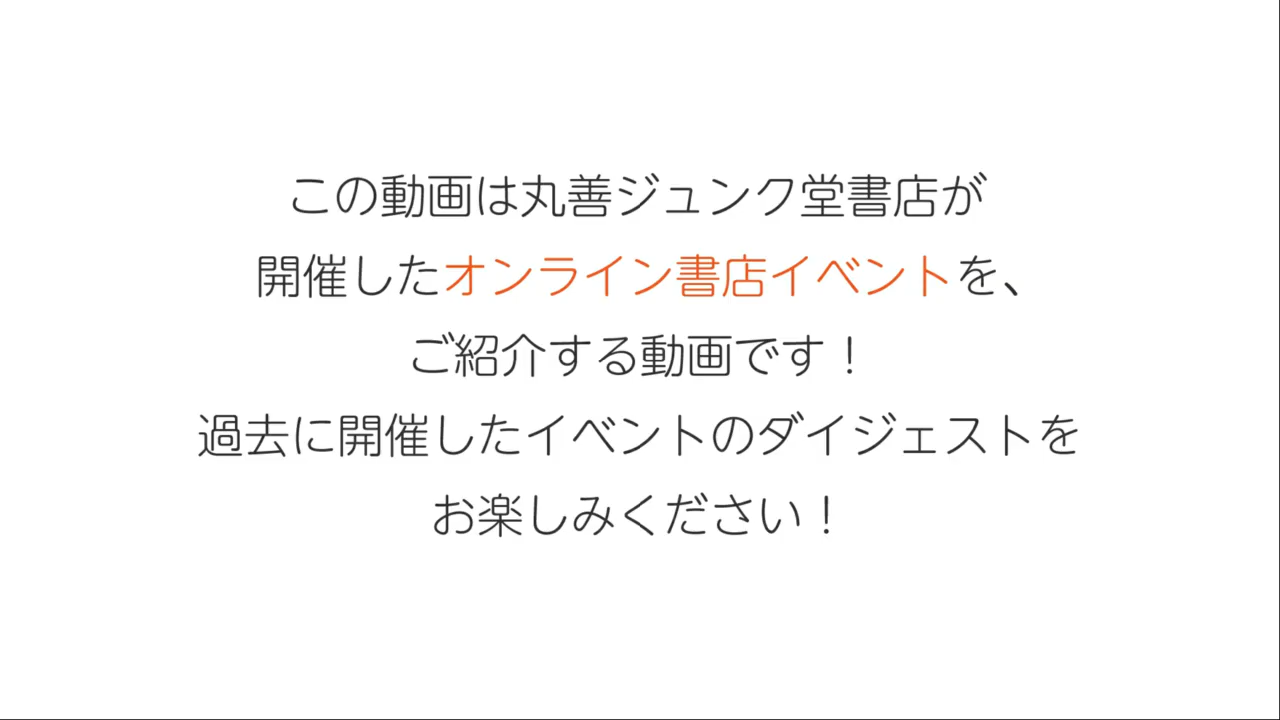 この動画は丸善ジュンク堂書店が
開催したオンライン書店イベントを、
ご紹介する動画です！
過去に開催したイベントのダイジェストを
お楽しみください！